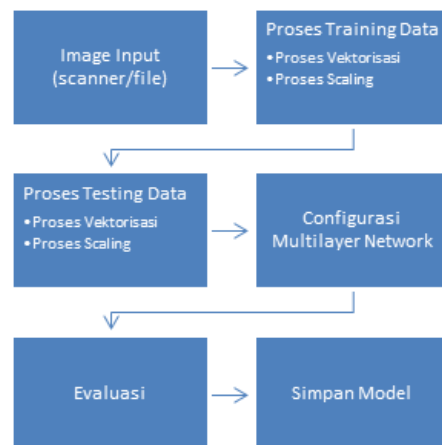 Image Input
(scanner/file)
Proses Training Data
•Proses Vektorisasi
•Proses Scaling
Proses Testing Data
•Proses Vektorisasi
•Proses Scaling
Configurasi
Multilayer Network
Evaluasi
Simpan Model